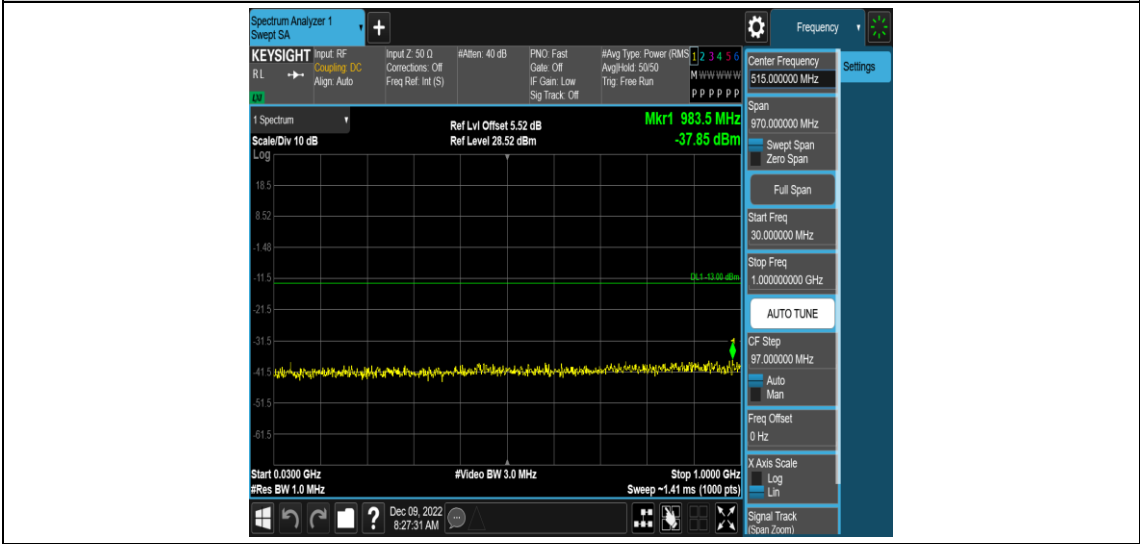 Spectrum Analyzer 1
Swept SA
+
Frequency
KEYSIGHT
RL
Input: RF
Coupling: DC
Align: Auto
Input Z: 50 Ω
Corrections: Off
Freq Ref: Int (S)
#Atten: 40 dB
PNO: Fast
Gate: Off
IF Gain: Low
Sig Track: Off
#Avg Type: Power (RMS
Avg|Hold: 50/50
Trig: Free Run
1 2 3 4 5 6
M W W W W W
P P P P P P
1 Spectrum
Scale/Div 10 dB
Log
Ref Lvl Offset 5.52 dB
Ref Level 28.52 dBm
Mkr1 983.5 MHz
-37.85 dBm
18.5
8.52
-1.48
-11.5
-21.5
-31.5
-41.5
-51.5
-61.5
DL1 -13.00 dBm
1
Start 0.0300 GHz
#Res BW 1.0 MHz
#Video BW 3.0 MHz
Stop 1.0000 GHz
Sweep ~1.41 ms (1000 pts)
Dec 09, 2022
8:27:31 AM
?
Center Frequency
515.000000 MHz
Settings
Span
970.000000 MHz
Swept Span
Zero Span
Full Span
Start Freq
30.000000 MHz
Stop Freq
1.000000000 GHz
AUTO TUNE
CF Step
97.000000 MHz
Auto
Man
Freq Offset
0 Hz
X Axis Scale
Log
Lin
Signal Track
(Span Zoom)